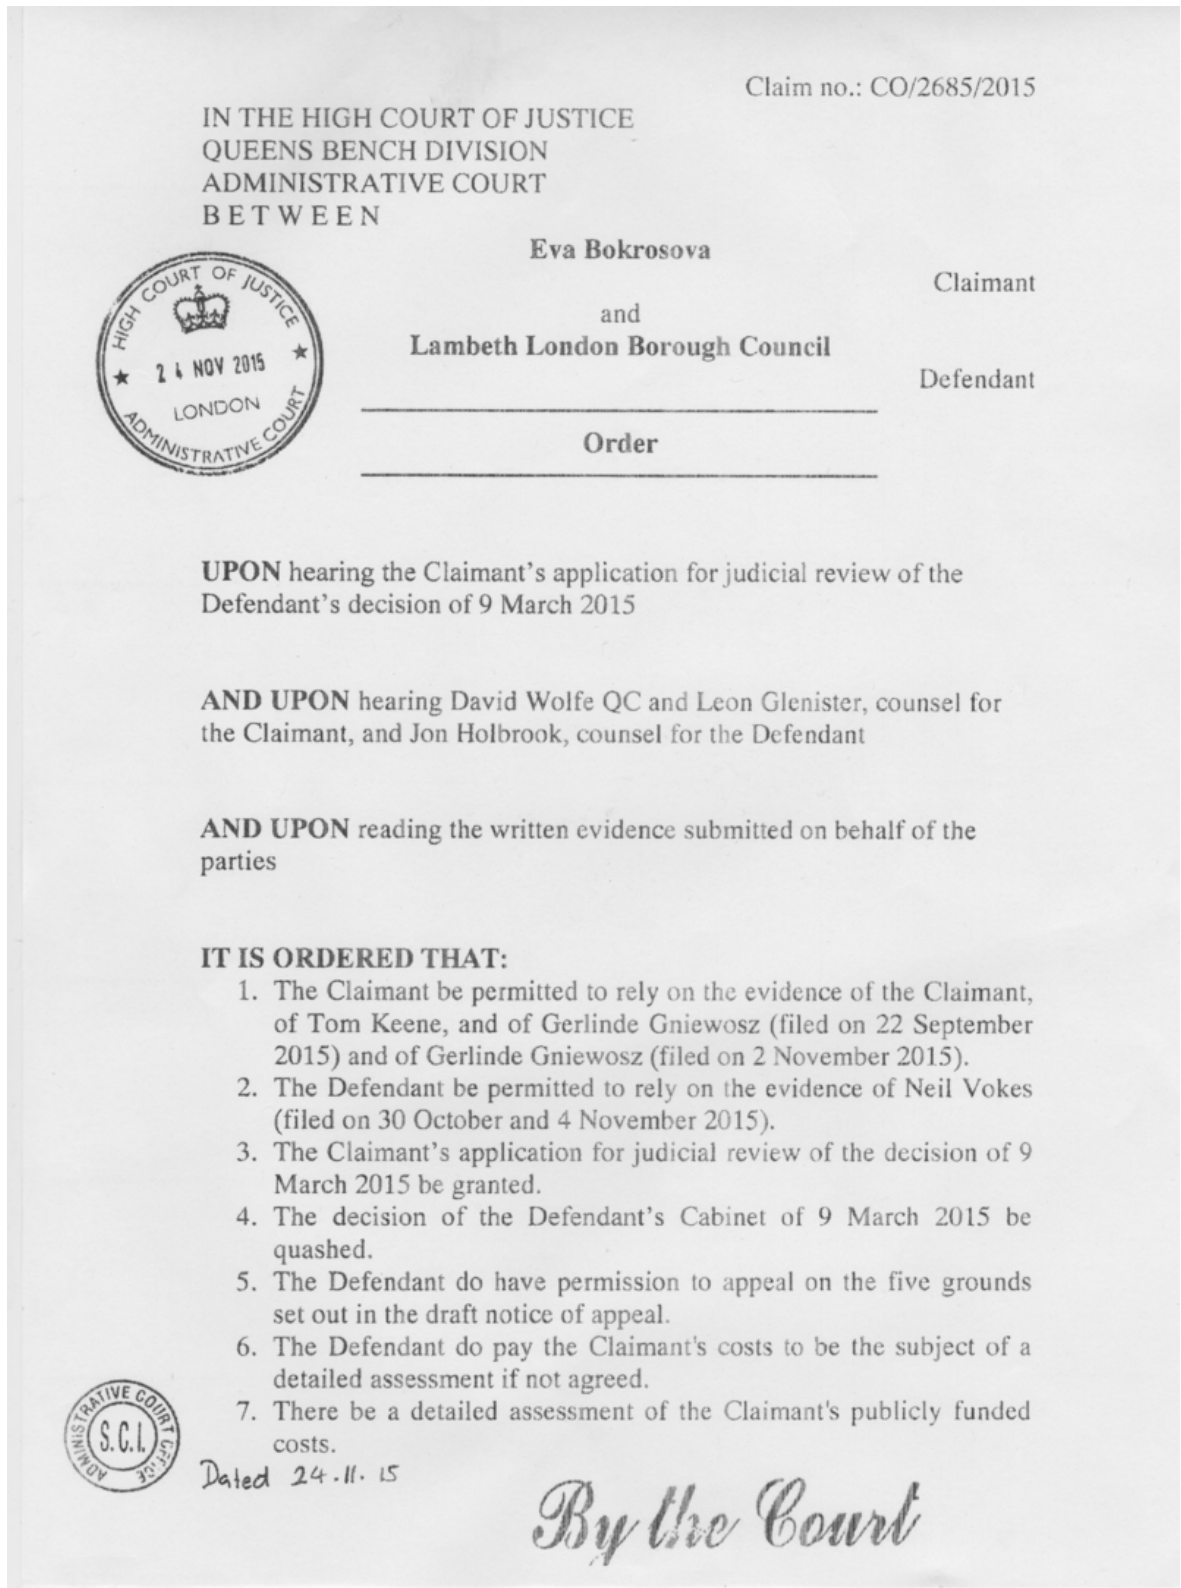 Claim no.: CO/2685/2015
IN THE HIGH COURT OF JUSTICE
QUEENS BENCH DIVISION
ADMINISTRATIVE COURT
B E T W E E N
Eva Bokrosova
Claimant
and
Lambeth London Borough Council
Defendant
HIGH COURT OF JUSTICE
★ 24 NOV 2015 ★
LONDON
ADMINISTRATIVE COURT
Order
UPON hearing the Claimant's application for judicial review of the
Defendant's decision of 9 March 2015
AND UPON hearing David Wolfe QC and Leon Glenister, counsel for
the Claimant, and Jon Holbrook, counsel for the Defendant
AND UPON reading the written evidence submitted on behalf of the
parties
IT IS ORDERED THAT:
1. The Claimant be permitted to rely on the evidence of the Claimant,
of Tom Keene, and of Gerlinde Gniewosz (filed on 22 September
2015) and of Gerlinde Gniewosz (filed on 2 November 2015).
2. The Defendant be permitted to rely on the evidence of Neil Vokes
(filed on 30 October and 4 November 2015).
3. The Claimant's application for judicial review of the decision of 9
March 2015 be granted.
4. The decision of the Defendant's Cabinet of 9 March 2015 be
quashed.
5. The Defendant do have permission to appeal on the five grounds
set out in the draft notice of appeal.
6. The Defendant do pay the Claimant's costs to be the subject of a
detailed assessment if not agreed.
7. There be a detailed assessment of the Claimant's publicly funded
costs.
ADMINISTRATIVE COURT OFFICE
S.C.1.
Dated 24.11.15
By the Court